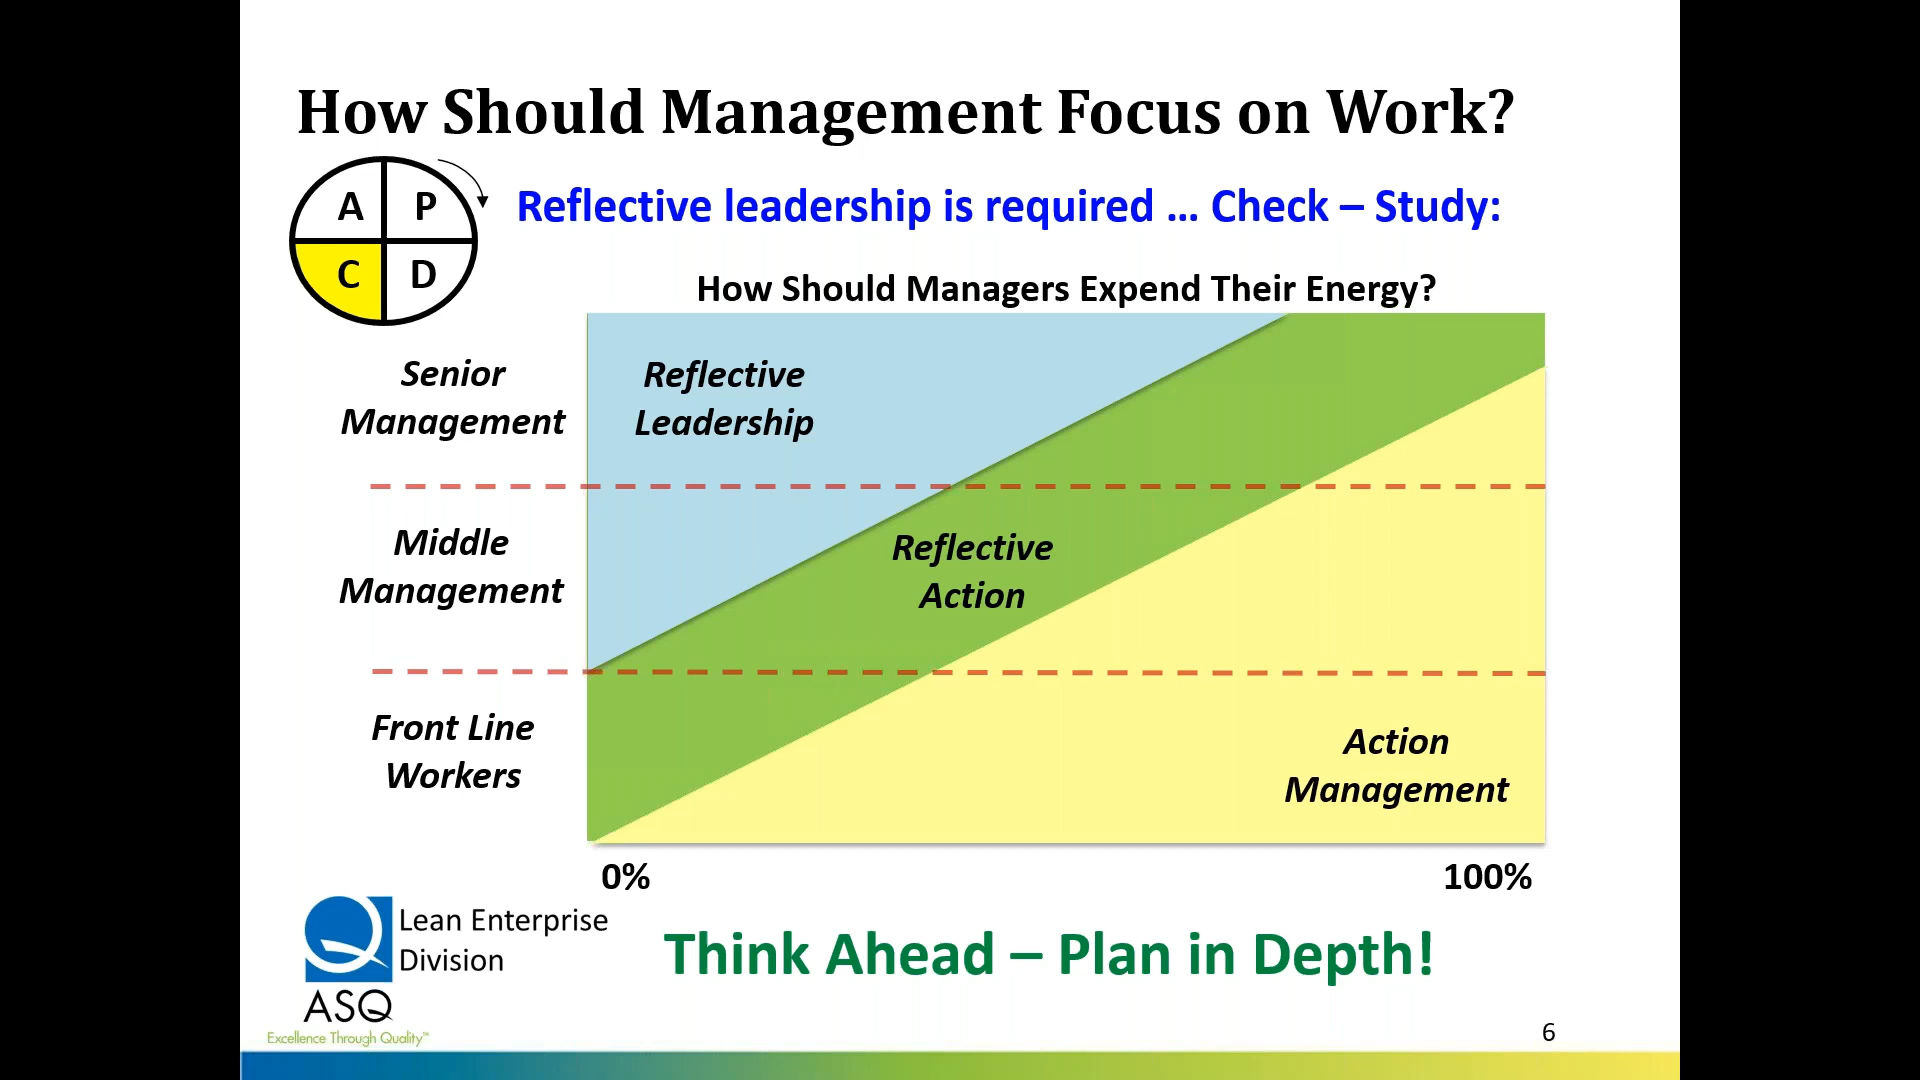 How Should Management Focus on Work?
A P
C D
Reflective leadership is required ... Check – Study:
How Should Managers Expend Their Energy?
Senior
Management
Reflective
Leadership
Middle
Management
Reflective
Action
Front Line
Workers
Action
Management
0%
100%
Lean Enterprise
Division
ASQ
Excellence Through Quality™
Think Ahead – Plan in Depth!
6